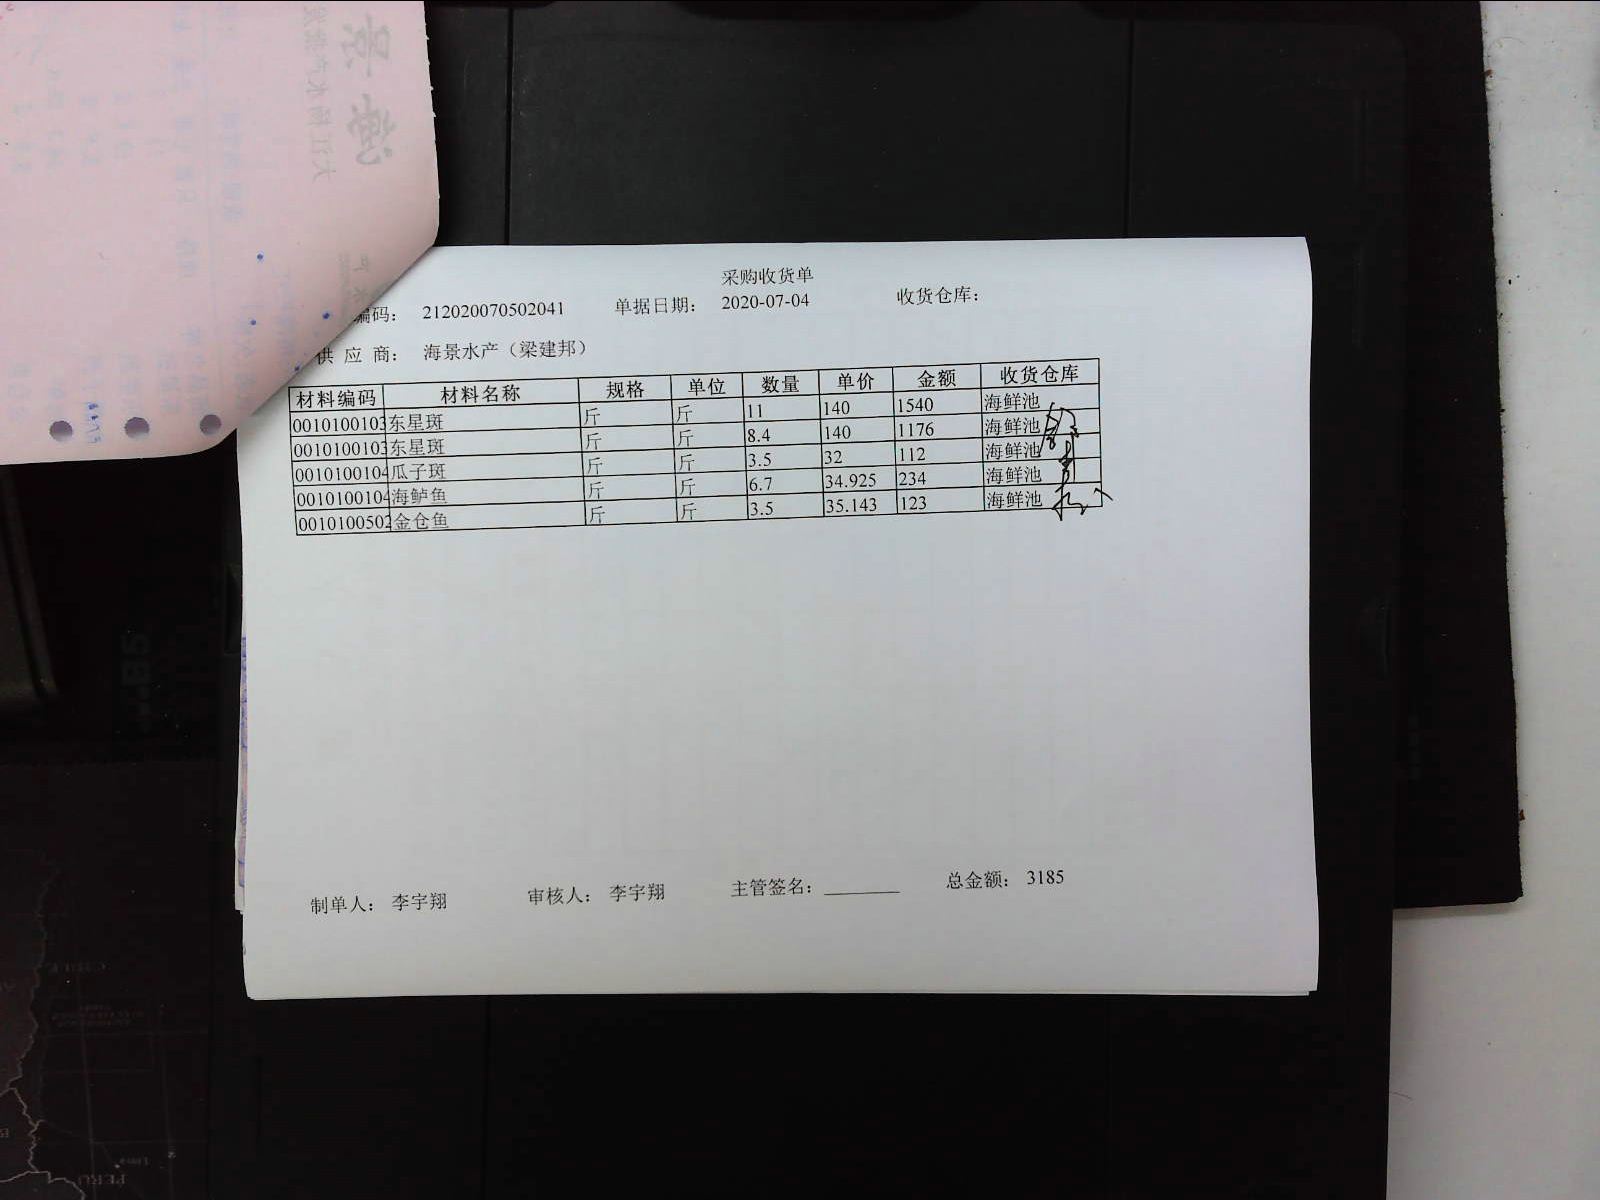 采购收货单
编码： 212020070502041 单据日期： 2020-07-04 收货仓库：
供 应 商： 海景水产（梁建邦）
材料编码 材料名称 规格 单位 数量 单价 金额 收货仓库
0010100103 东星斑 斤 斤 11 140 1540 海鲜池
0010100103 东星斑 斤 斤 8.4 140 1176 海鲜池
0010100104 瓜子斑 斤 斤 3.5 32 112 海鲜池
0010100104 海鲈鱼 斤 斤 6.7 34.925 234 海鲜池
0010100502 金仓鱼 斤 斤 3.5 35.143 123 海鲜池
制单人： 李宇翔 审核人： 李宇翔 主管签名： 总金额： 3185